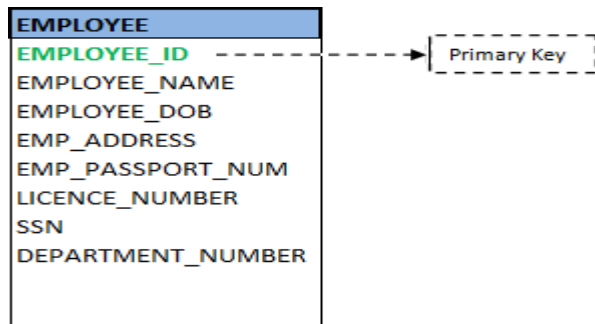 EMPLOYEE
EMPLOYEE_ID
Primary Key
EMPLOYEE_NAME
EMPLOYEE_DOB
EMP_ADDRESS
EMP_PASSPORT_NUM
LICENCE_NUMBER
SSN
DEPARTMENT_NUMBER